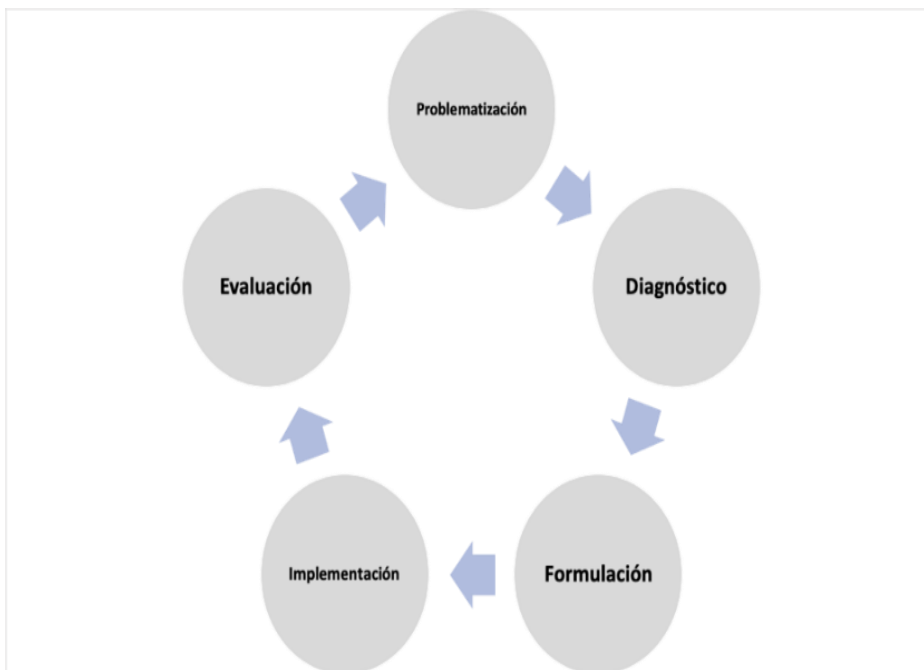 Problematización
Diagnóstico
Formulación
Implementación
Evaluación